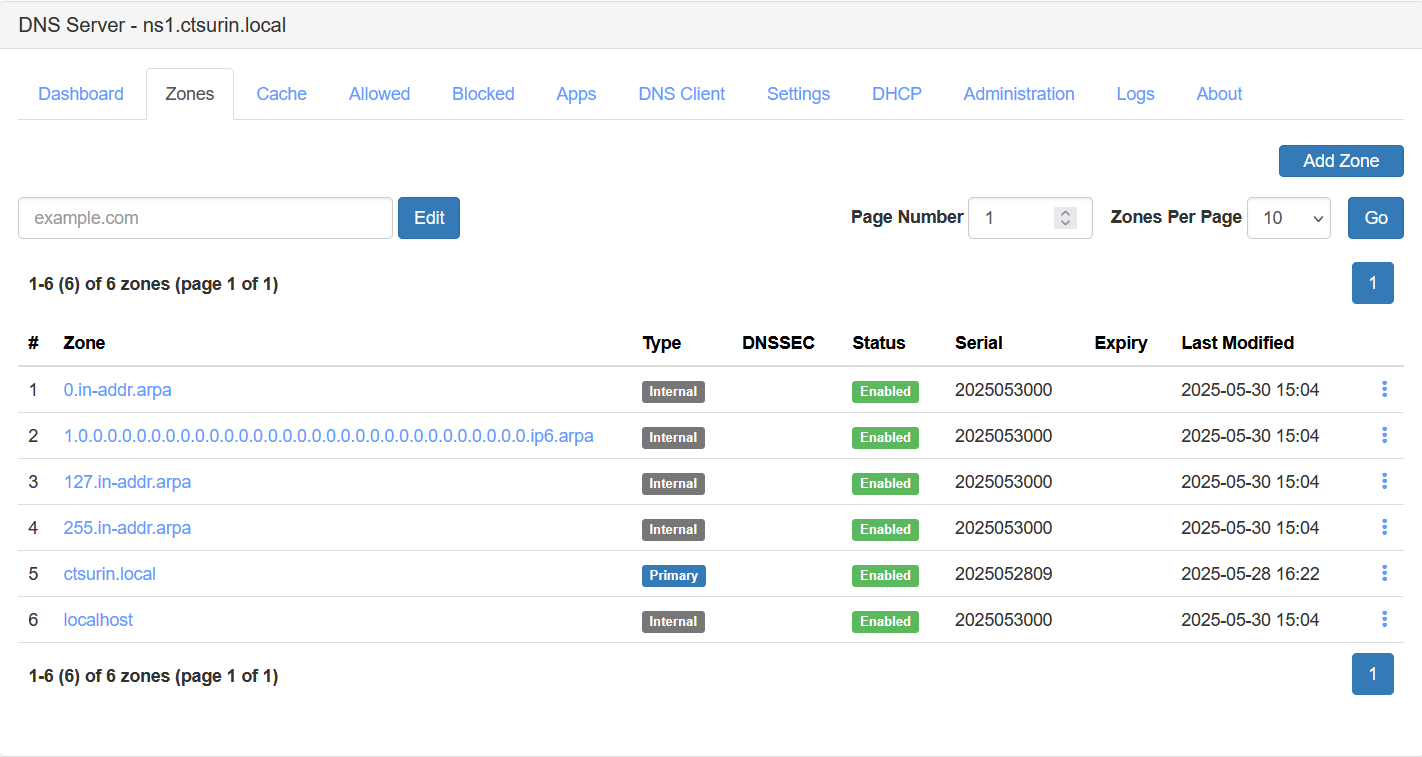 DNS Server - ns1.ctsurin.local
Dashboard Zones Cache Allowed Blocked Apps DNS Client Settings DHCP Administration Logs About
Add Zone
example.com Edit Page Number 1 Zones Per Page 10 Go
1-6 (6) of 6 zones (page 1 of 1) 1
# Zone Type DNSSEC Status Serial Expiry Last Modified
1 0.in-addr.arpa Internal Enabled 2025053000 2025-05-30 15:04
2 1.0.0.0.0.0.0.0.0.0.0.0.0.0.0.0.0.0.0.0.0.0.0.0.0.0.0.0.0.0.0.0.ip6.arpa Internal Enabled 2025053000 2025-05-30 15:04
3 127.in-addr.arpa Internal Enabled 2025053000 2025-05-30 15:04
4 255.in-addr.arpa Internal Enabled 2025053000 2025-05-30 15:04
5 ctsurin.local Primary Enabled 2025052809 2025-05-28 16:22
6 localhost Internal Enabled 2025053000 2025-05-30 15:04
1-6 (6) of 6 zones (page 1 of 1) 1